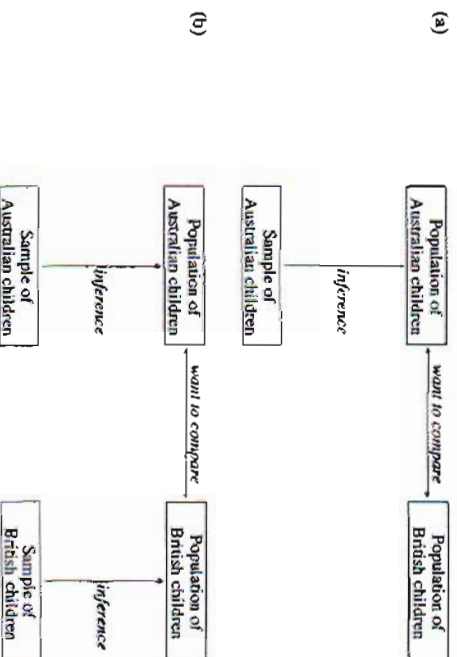 (a)
Population of
Australian children
want to compare
Population of
British children
inference
Sample of
Australian children
(b)
Population of
Australian children
want to compare
Population of
British children
inference
inference
Sample of
Australian children
Sample of
British children